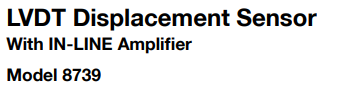 LVDT Displacement Sensor
With IN-LINE Amplifier
Model 8739